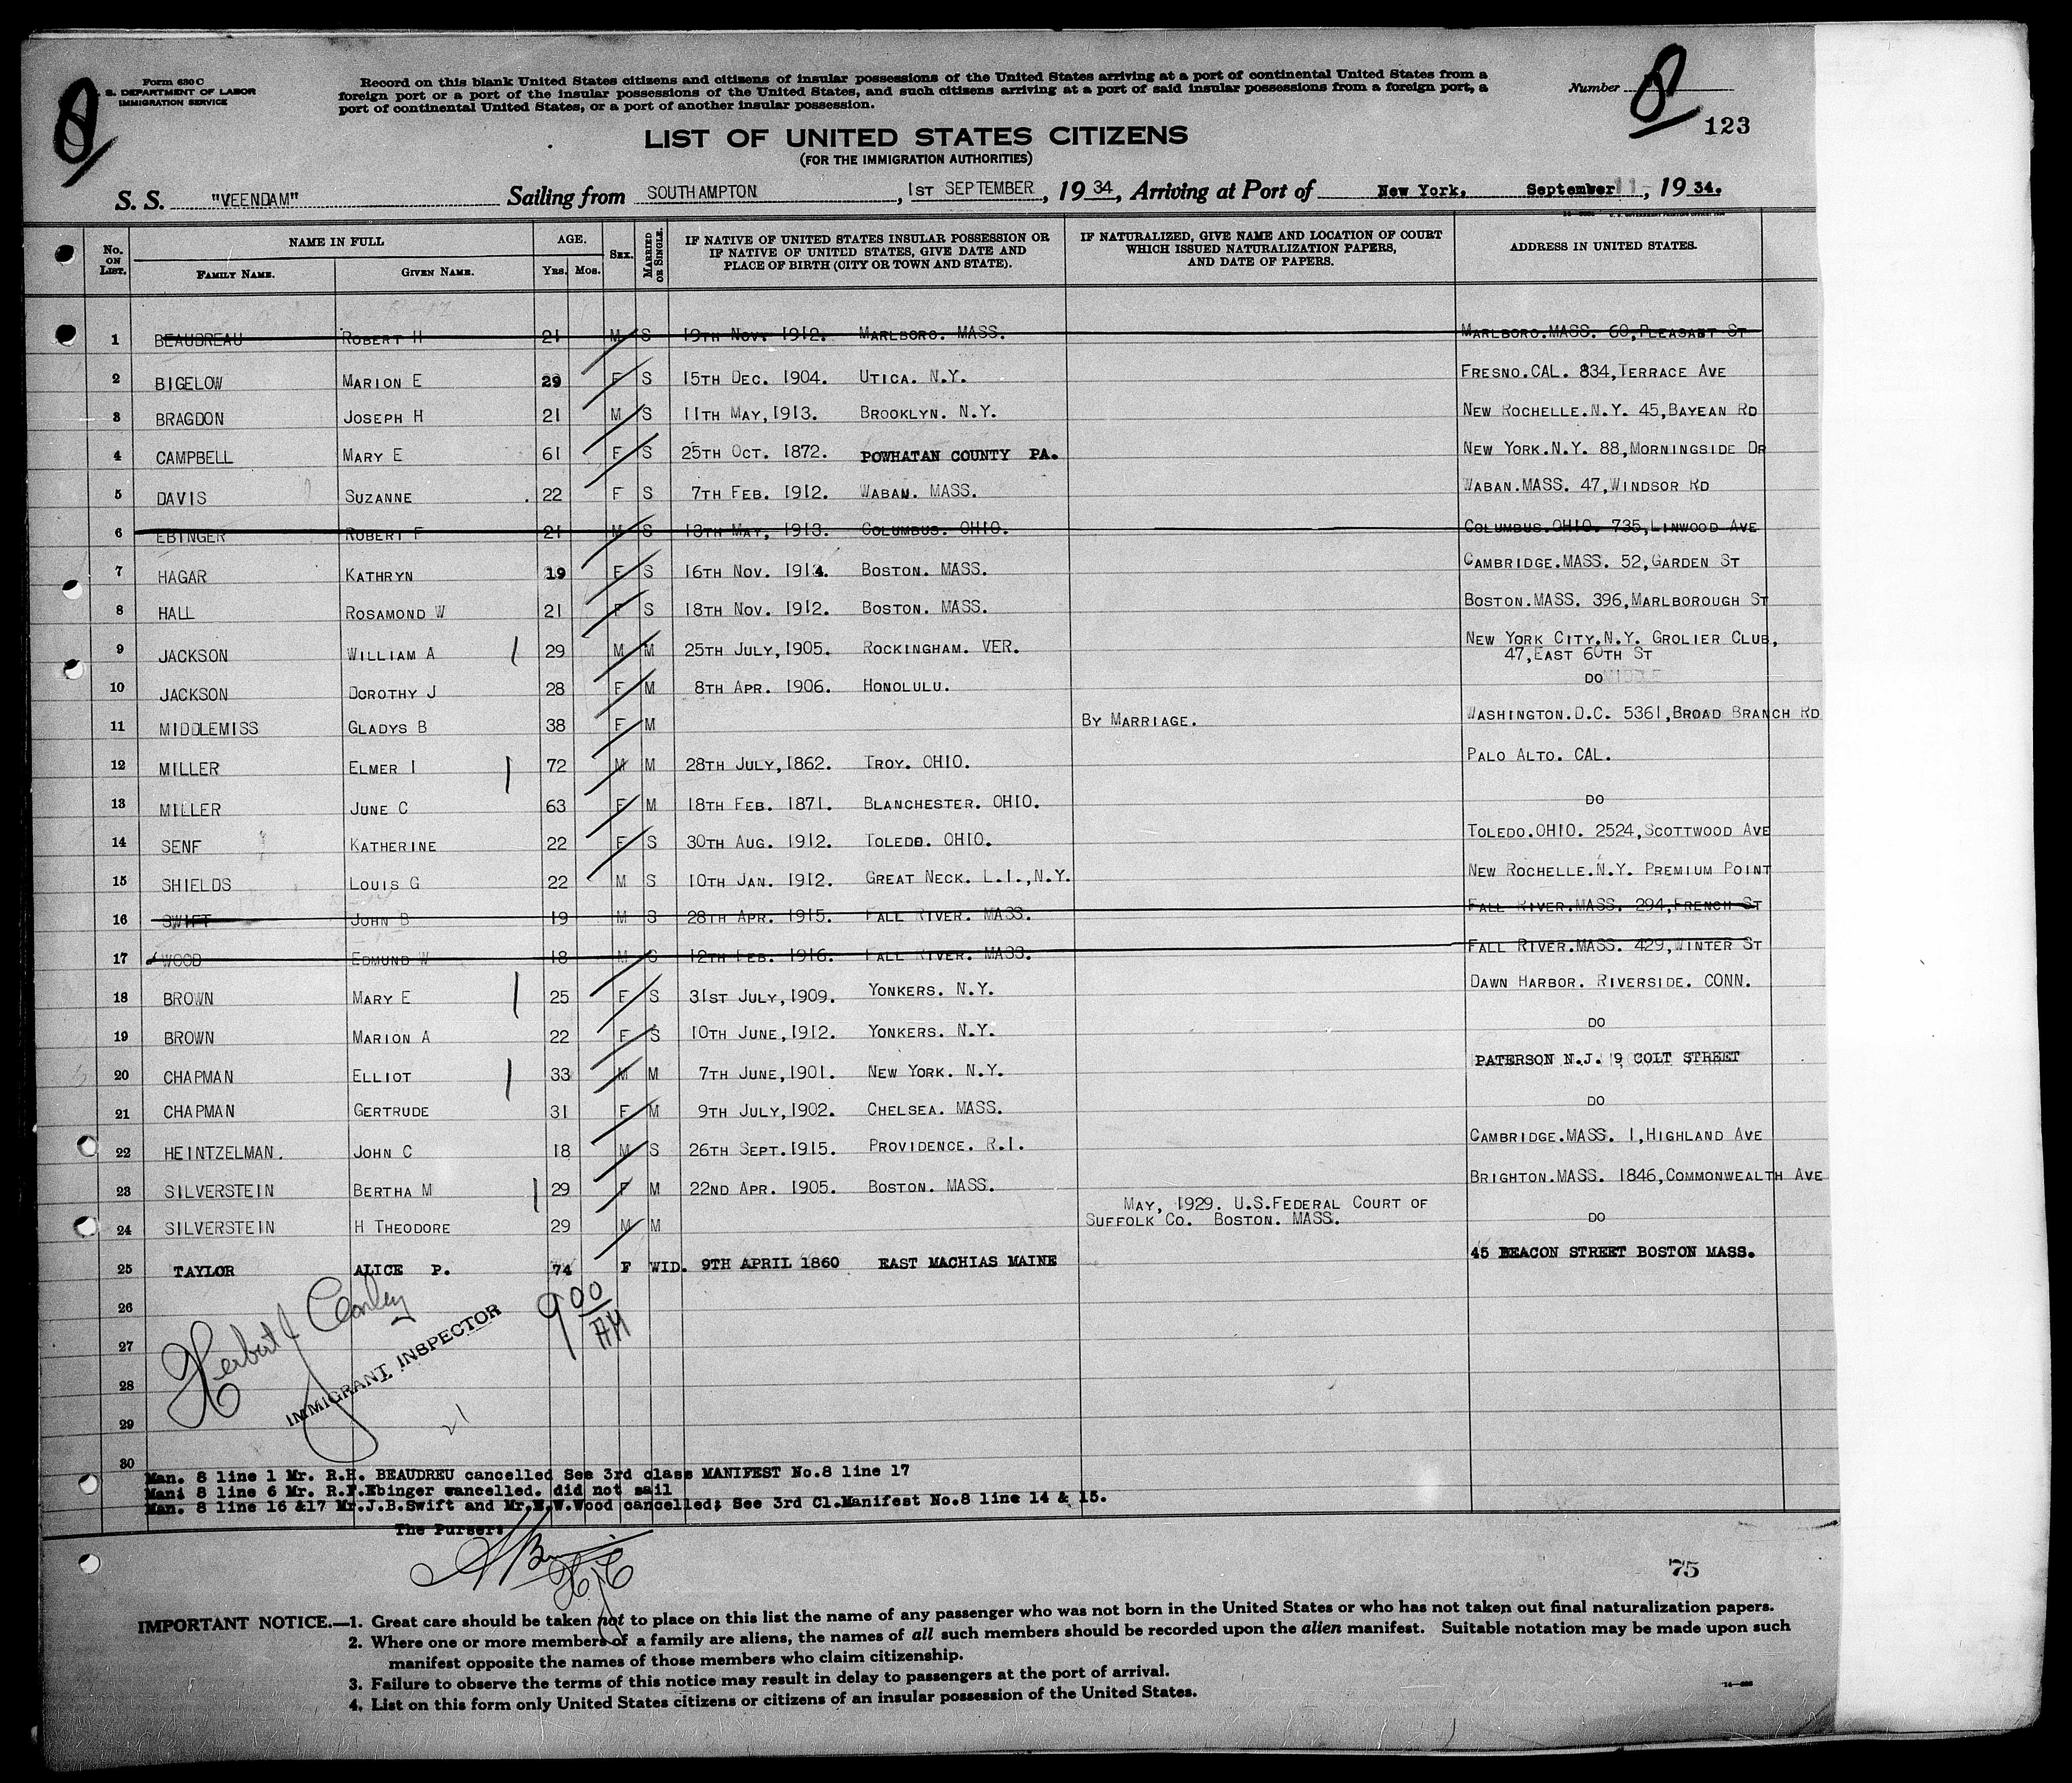 Form 630 C
S. DEPARTMENT OF LABOR
IMMIGRATION SERVICE
8
Record on this blank United States citizens and citizens of insular possessions of the United States arriving at a port of continental United States from a
foreign port or a port of the insular possessions of the United States, and such citizens arriving at a port of said insular possessions from a foreign port, a
port of continental United States, or a port of another insular possession.
Number 8
123
LIST OF UNITED STATES CITIZENS
(FOR THE IMMIGRATION AUTHORITIES)
S. S. "VEENDAM" Sailing from SOUTHAMPTON, 1ST SEPTEMBER, 1934, Arriving at Port of New York, September 11-, 1934.
No. ON LIST. NAME IN FULL FAMILY NAME. GIVEN NAME. AGE. Yrs. Mos. SEX. MARRIED OR SINGLE. IF NATIVE OF UNITED STATES INSULAR POSSESSION OR IF NATIVE OF UNITED STATES, GIVE DATE AND PLACE OF BIRTH (CITY OR TOWN AND STATE). IF NATURALIZED, GIVE NAME AND LOCATION OF COURT WHICH ISSUED NATURALIZATION PAPERS, AND DATE OF PAPERS. ADDRESS IN UNITED STATES.
1 BEAUDREAU ROBERT H 21 M S 19TH NOV. 1912. MARLBORO. MASS. MARLBORO.MASS. 60,PLEASANT ST
2 BIGELOW MARION E 29 F S 15TH DEC. 1904. UTICA. N.Y. FRESNO.CAL. 834,TERRACE AVE
3 BRAGDON JOSEPH H 21 M S 11TH MAY,1913. BROOKLYN. N.Y. NEW ROCHELLE.N.Y. 45,BAYEAN RD
4 CAMPBELL MARY E 61 F S 25TH OCT. 1872. POWHATAN COUNTY PA. NEW YORK.N.Y. 88,MORNINGSIDE DR
5 DAVIS SUZANNE 22 F S 7TH FEB. 1912. WABAN. MASS. WABAN.MASS. 47,WINDSOR RD
6 EBINGER ROBERT F 21 M S 13TH MAY, 1913. COLUMBUS. OHIO. COLUMBUS.OHIO. 735,LINWOOD AVE
7 HAGAR KATHRYN 19 F S 16TH NOV. 1914. BOSTON. MASS. CAMBRIDGE.MASS. 52,GARDEN ST
8 HALL ROSAMOND W 21 F S 18TH NOV. 1912. BOSTON. MASS. BOSTON.MASS. 396,MARLBOROUGH ST
9 JACKSON WILLIAM A 29 M M 25TH JULY,1905. ROCKINGHAM. VER. NEW YORK CITY.N.Y. GROLIER CLUB,
47,EAST 60TH ST
10 JACKSON DOROTHY J 28 F M 8TH APR. 1906. HONOLULU. DO
11 MIDDLEMISS GLADYS B 38 F M BY MARRIAGE. WASHINGTON.D.C. 5361,BROAD BRANCH RD
12 MILLER ELMER I 72 M M 28TH JULY,1862. TROY. OHIO. PALO ALTO. CAL.
13 MILLER JUNE C 63 F M 18TH FEB. 1871. BLANCHESTER. OHIO. DO
14 SENF KATHERINE 22 F S 30TH AUG. 1912. TOLEDO. OHIO. TOLEDO.OHIO. 2524,SCOTTWOOD AVE
15 SHIELDS LOUIS G 22 M S 10TH JAN. 1912. GREAT NECK. L.I.,N.Y. NEW ROCHELLE.N.Y. PREMIUM POINT
16 SWIFT JOHN B 19 M S 28TH APR. 1915. FALL RIVER. MASS. FALL RIVER.MASS. 294,FRENCH ST
17 WOOD EDMUND W 18 M S 12TH FEB. 1916. FALL RIVER. MASS. FALL RIVER.MASS. 429,WINTER ST
18 BROWN MARY E 25 F S 31ST JULY,1909. YONKERS. N.Y. DAWN HARBOR. RIVERSIDE. CONN.
19 BROWN MARION A 22 F S 10TH JUNE,1912. YONKERS. N.Y. DO
20 CHAPMAN ELLIOT 33 M M 7TH JUNE,1901. NEW YORK. N.Y. PATERSON N.J. 9 COLT STREET
21 CHAPMAN GERTRUDE 31 F M 9TH JULY,1902. CHELSEA. MASS. DO
22 HEINTZELMAN. JOHN C 18 M S 26TH SEPT.1915. PROVIDENCE. R.I. CAMBRIDGE.MASS. 1,HIGHLAND AVE
23 SILVERSTEIN BERTHA M 29 F M 22ND APR. 1905. BOSTON. MASS. BRIGHTON.MASS. 1846,COMMONWEALTH AVE
MAY, 1929. U.S.FEDERAL COURT OF
24 SILVERSTEIN H THEODORE 29 M M SUFFOLK CO. BOSTON. MASS. DO
25 TAYLOR ALICE P. 74 F WID. 9TH APRIL 1860 EAST MACHIAS MAINE 45 BEACON STREET BOSTON MASS.
26
27
28
29
30
Herbert J Conley
IMMIGRANT INSPECTOR
9 00 AM
21
Man. 8 line 1 Mr. R.H. BEAUDREU cancelled See 3rd class MANIFEST No.8 line 17
Man: 8 line 6 Mr. R.F.Ebinger cancelled. did not sail
Man. 8 line 16 &17 Mr.J.B.Swift and Mr.E.W.Wood cancelled; See 3rd Cl.Manifest No.8 line 14 & 15.
The Purser:
75
IMPORTANT NOTICE.—1. Great care should be taken not to place on this list the name of any passenger who was not born in the United States or who has not taken out final naturalization papers.
2. Where one or more members of a family are aliens, the names of all such members should be recorded upon the alien manifest. Suitable notation may be made upon such
manifest opposite the names of those members who claim citizenship.
3. Failure to observe the terms of this notice may result in delay to passengers at the port of arrival.
4. List on this form only United States citizens or citizens of an insular possession of the United States.